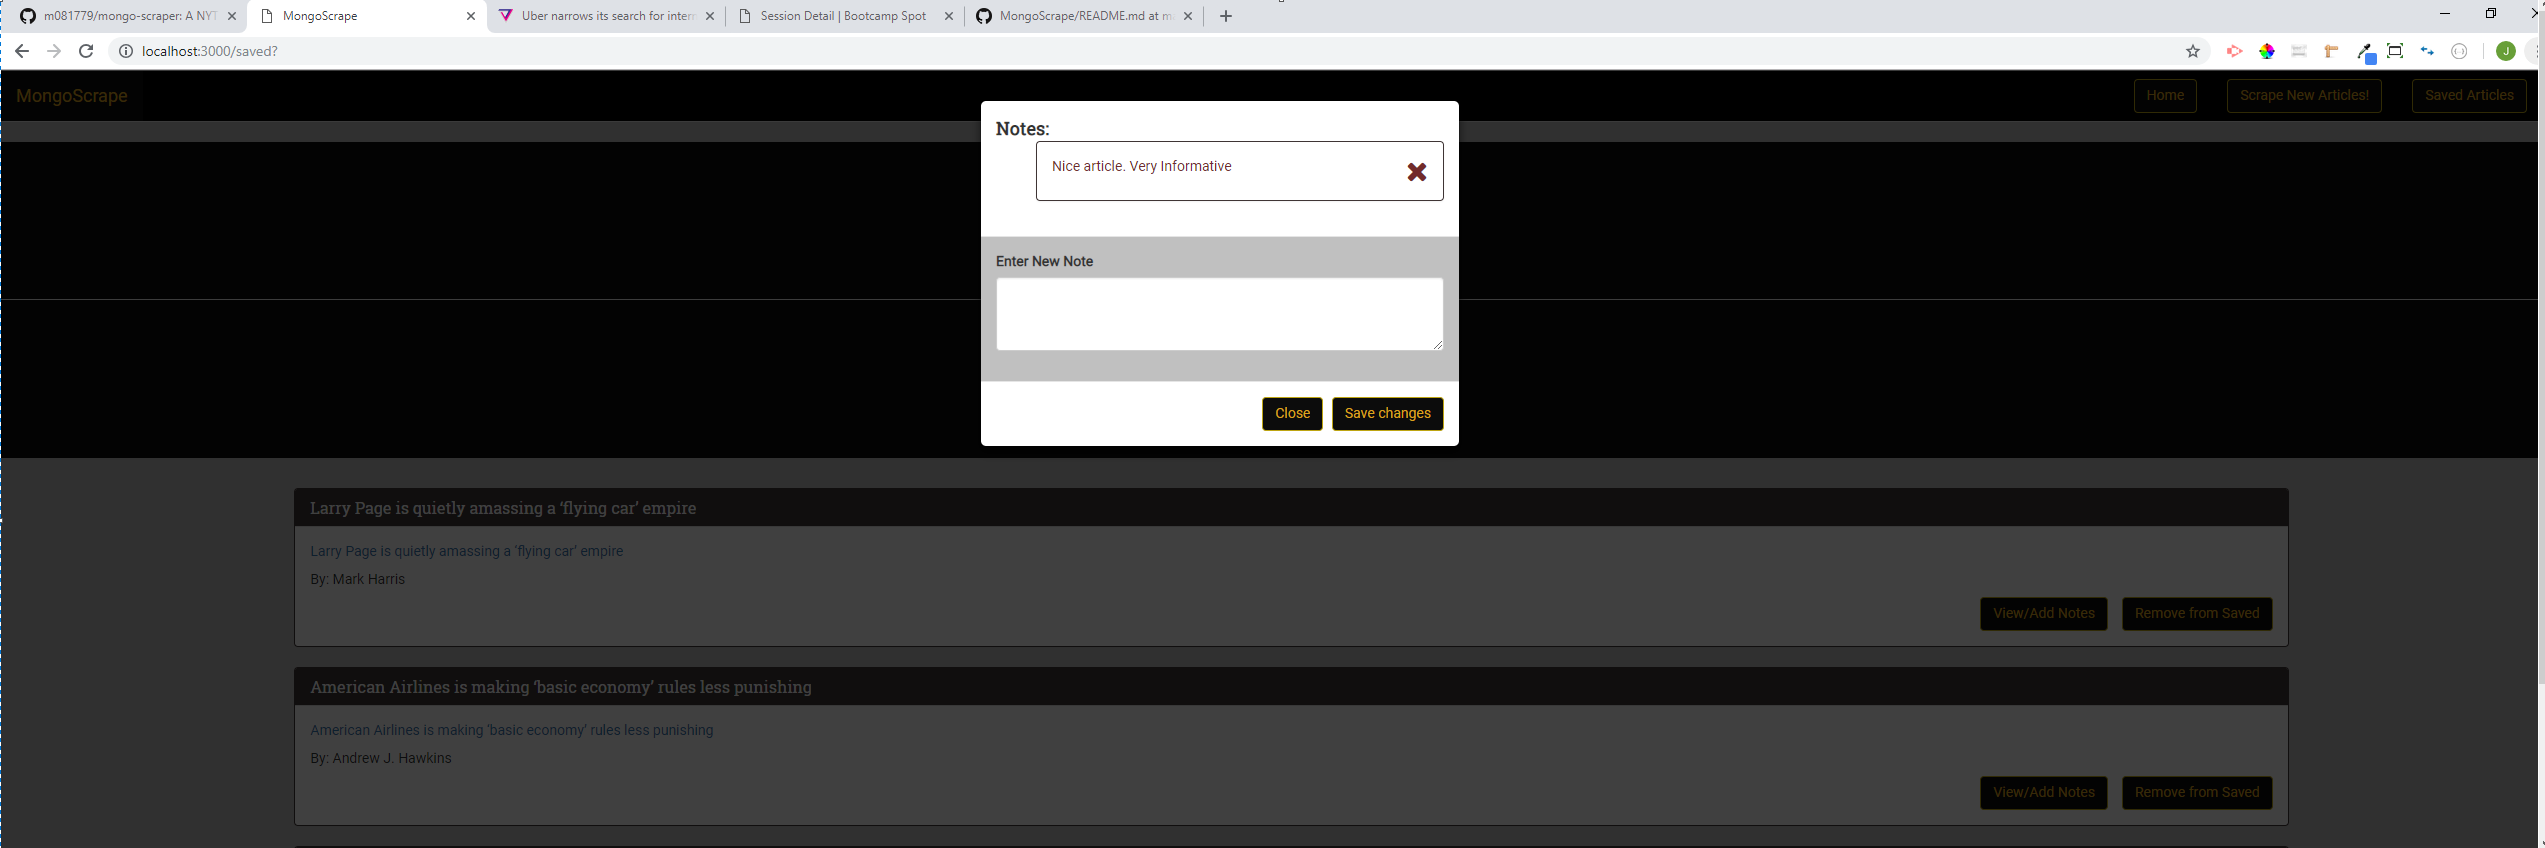 m081779/mongo-scraper: A NYT
MongoScrape
Uber narrows its search for intern
Session Detail | Bootcamp Spot
MongoScrape/README.md at m
localhost:3000/saved?
J
MongoScrape
Home
Scrape New Articles!
Saved Articles
Notes:
Nice article. Very Informative
Enter New Note
Close
Save changes
Larry Page is quietly amassing a ‘flying car’ empire
Larry Page is quietly amassing a ‘flying car’ empire
By: Mark Harris
View/Add Notes
Remove from Saved
American Airlines is making ‘basic economy’ rules less punishing
American Airlines is making ‘basic economy’ rules less punishing
By: Andrew J. Hawkins
View/Add Notes
Remove from Saved